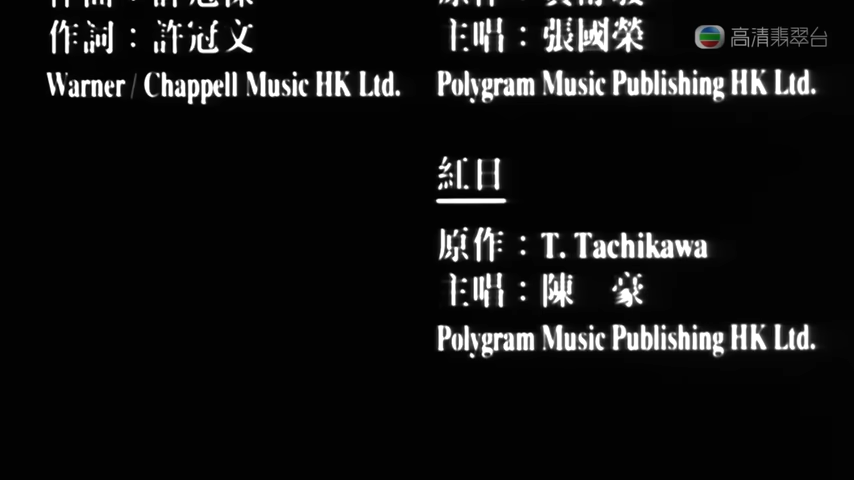 作詞：許冠文
Warner / Chappell Music HK Ltd.
主唱：張國榮
Polygram Music Publishing HK Ltd.
紅日
原作：T. Tachikawa
主唱：陳　豪
Polygram Music Publishing HK Ltd.
高清翡翠台